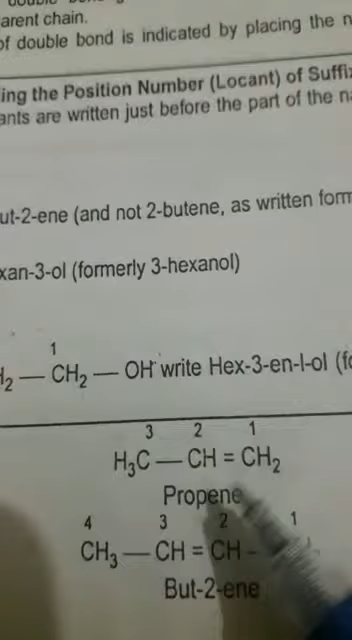 arent chain.
of double bond is indicated by placing the n
ing the Position Number (Locant) of Suffi
ants are written just before the part of the n
ut-2-ene (and not 2-butene, as written form
xan-3-ol (formerly 3-hexanol)
1
H₂ — CH₂ — OH write Hex-3-en-l-ol (fo
3 2 1
H₃C — CH = CH₂
Propene
4 3 2 1
CH₃ — CH = CH -
But-2-ene